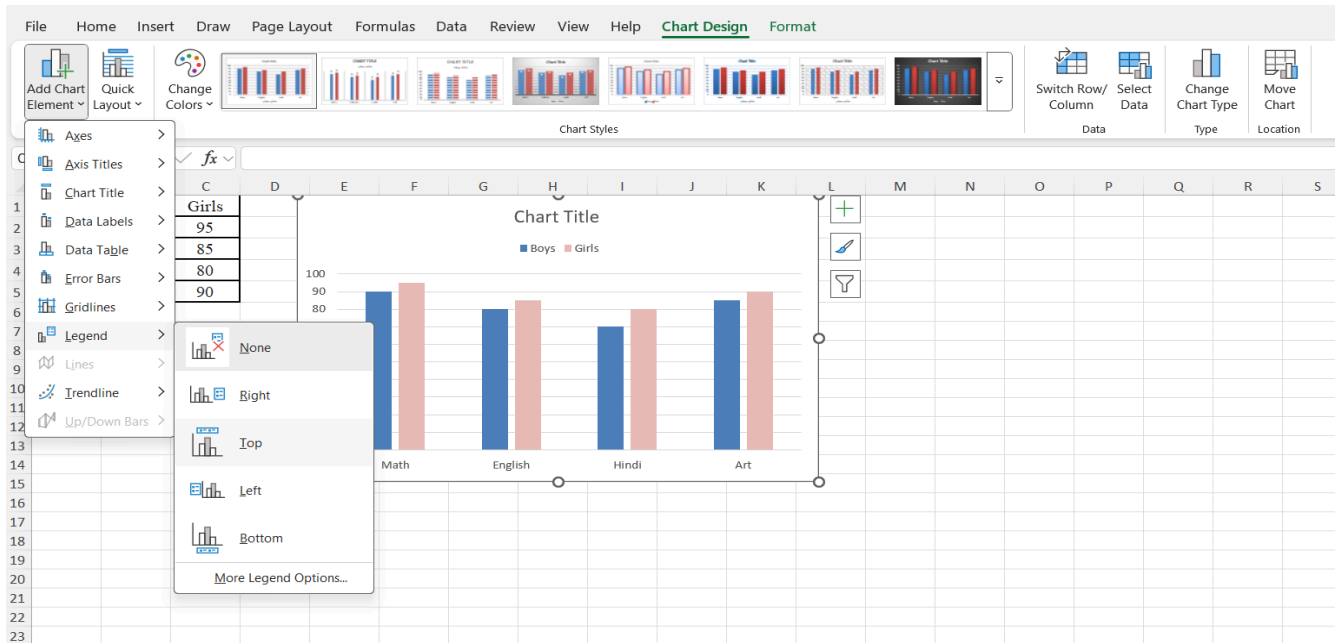 File Home Insert Draw Page Layout Formulas Data Review View Help Chart Design Format
Add Chart Element
Quick Layout
Change Colors
Chart Styles
Switch Row/ Column
Select Data
Data
Change Chart Type
Type
Move Chart
Location
Axes
Axis Titles
Chart Title
Data Labels
Data Table
Error Bars
Gridlines
Legend
Lines
Trendline
Up/Down Bars
None
Right
Top
Left
Bottom
More Legend Options...
fx
C D E F G H I J K L M N O P Q R S
1 Girls
2 95
3 85
4 80
5 90
6
7
8
9
10
11
12
13
14
15
16
17
18
19
20
21
22
23
Chart Title
Boys Girls
100
90
80
Math English Hindi Art